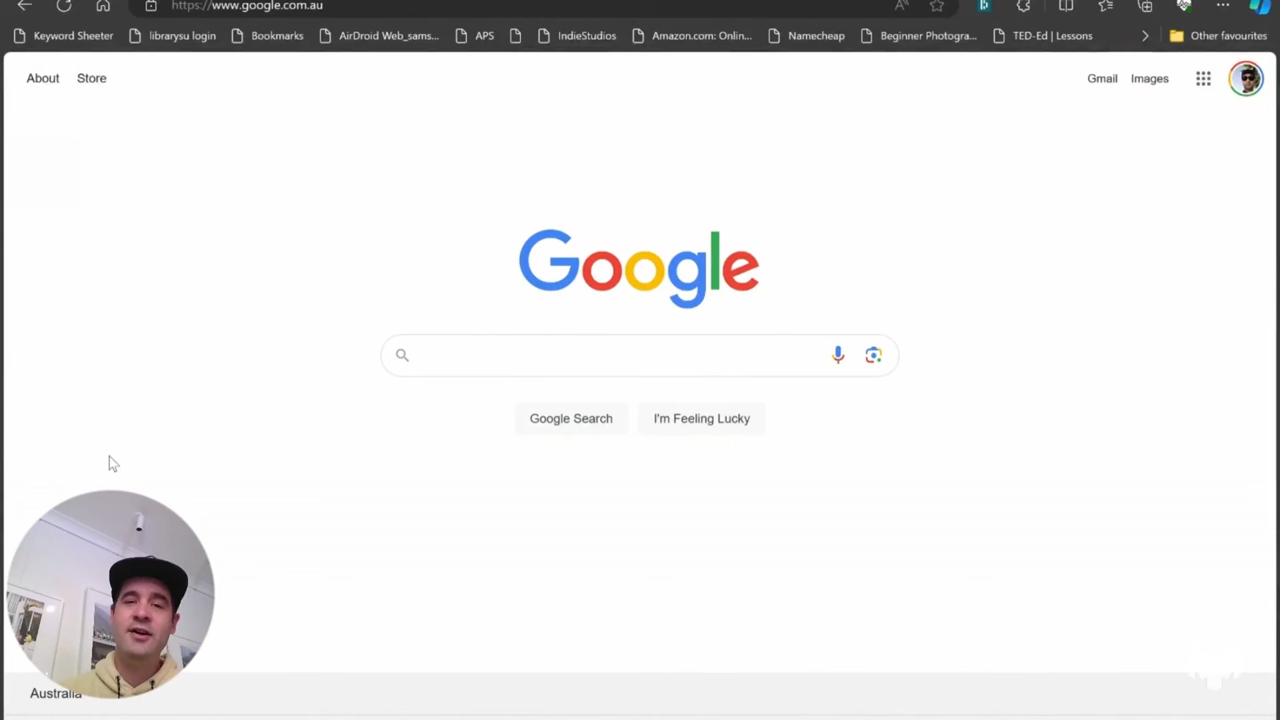 https://www.google.com.au
Keyword Sheeter librarysu login Bookmarks AirDroid Web_sams... APS IndieStudios Amazon.com: Onlin... Namecheap Beginner Photogra... TED-Ed | Lessons Other favourites
About Store Gmail Images
Google
Google Search I'm Feeling Lucky
Australia